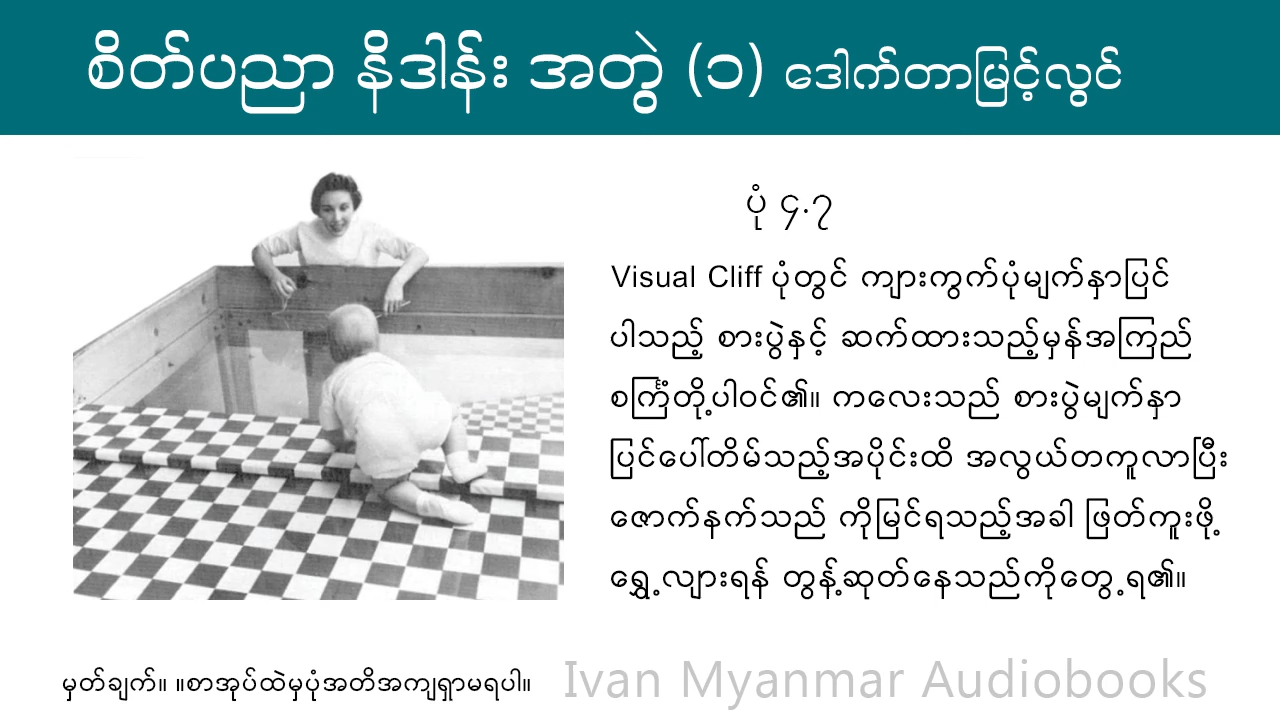 စိတ်ပညာ နိဒါန်း အတွဲ (၁) ဒေါက်တာမြင့်လွင်
ပုံ ၄.၇
Visual Cliff ပုံတွင် ကျားကွက်ပုံမျက်နှာပြင်
ပါသည့် စားပွဲနှင့် ဆက်ထားသည့်မှန်အကြည်
စင်္ကြံတို့ပါဝင်၏။ ကလေးသည် စားပွဲမျက်နှာ
ပြင်ပေါ်တိမ်သည့်အပိုင်းထိ အလွယ်တကူလာပြီး
ဇောက်နက်သည် ကိုမြင်ရသည့်အခါ ဖြတ်ကူးဖို့
ရွှေ့လျားရန် တွန့်ဆုတ်နေသည်ကိုတွေ့ရ၏။
မှတ်ချက်။ ။စာအုပ်ထဲမှပုံအတိအကျရှာမရပါ။
Ivan Myanmar Audiobooks